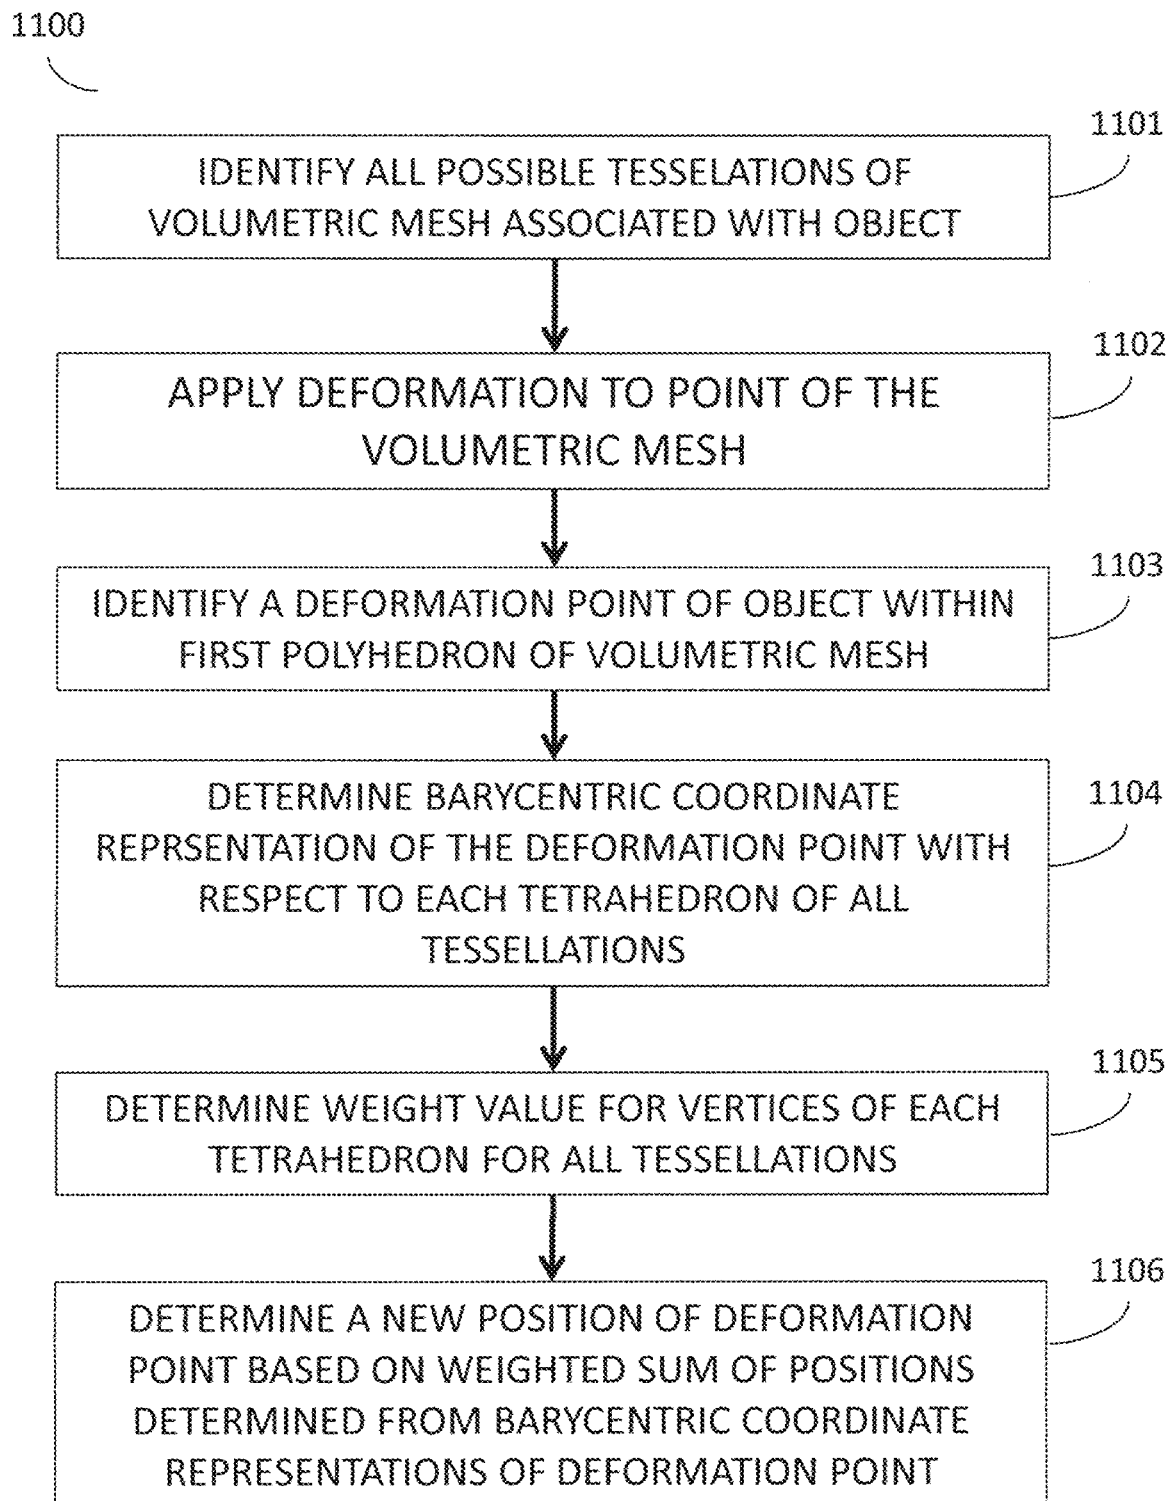 1100
1101
IDENTIFY ALL POSSIBLE TESSELATIONS OF
VOLUMETRIC MESH ASSOCIATED WITH OBJECT
1102
APPLY DEFORMATION TO POINT OF THE
VOLUMETRIC MESH
1103
IDENTIFY A DEFORMATION POINT OF OBJECT WITHIN
FIRST POLYHEDRON OF VOLUMETRIC MESH
1104
DETERMINE BARYCENTRIC COORDINATE
REPRSENTATION OF THE DEFORMATION POINT WITH
RESPECT TO EACH TETRAHEDRON OF ALL
TESSELLATIONS
1105
DETERMINE WEIGHT VALUE FOR VERTICES OF EACH
TETRAHEDRON FOR ALL TESSELLATIONS
1106
DETERMINE A NEW POSITION OF DEFORMATION
POINT BASED ON WEIGHTED SUM OF POSITIONS
DETERMINED FROM BARYCENTRIC COORDINATE
REPRESENTATIONS OF DEFORMATION POINT